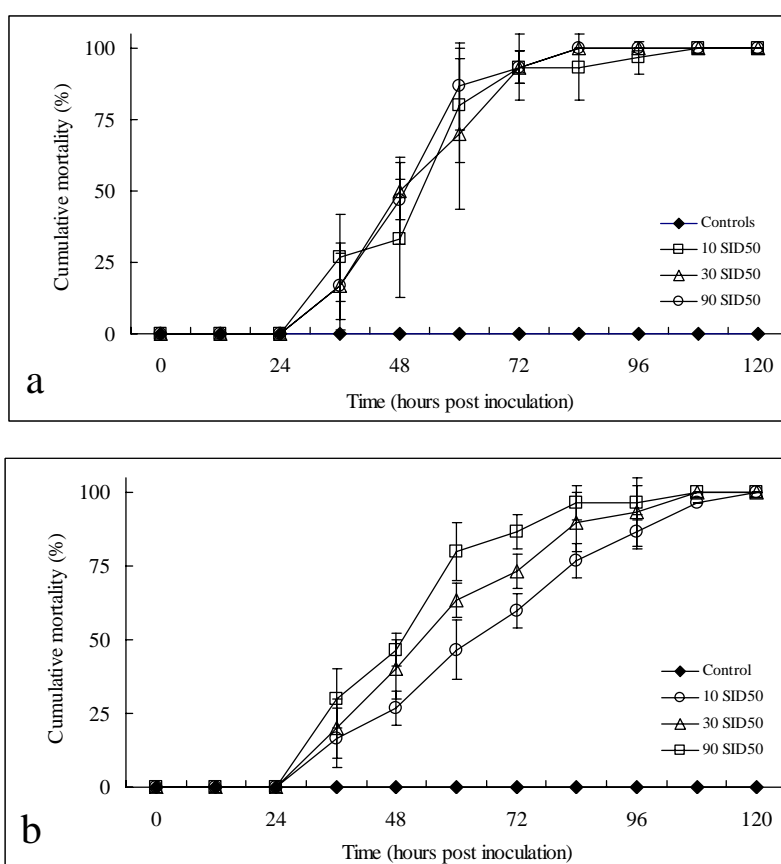 100
75
50
25
0
Cumulative mortality (%)
Controls
10 SID50
30 SID50
90 SID50
0 24 48 72 96 120
Time (hours post inoculation)
a
100
75
50
25
0
Cumulative mortality (%)
Control
10 SID50
30 SID50
90 SID50
0 24 48 72 96 120
Time (hours post inoculation)
b